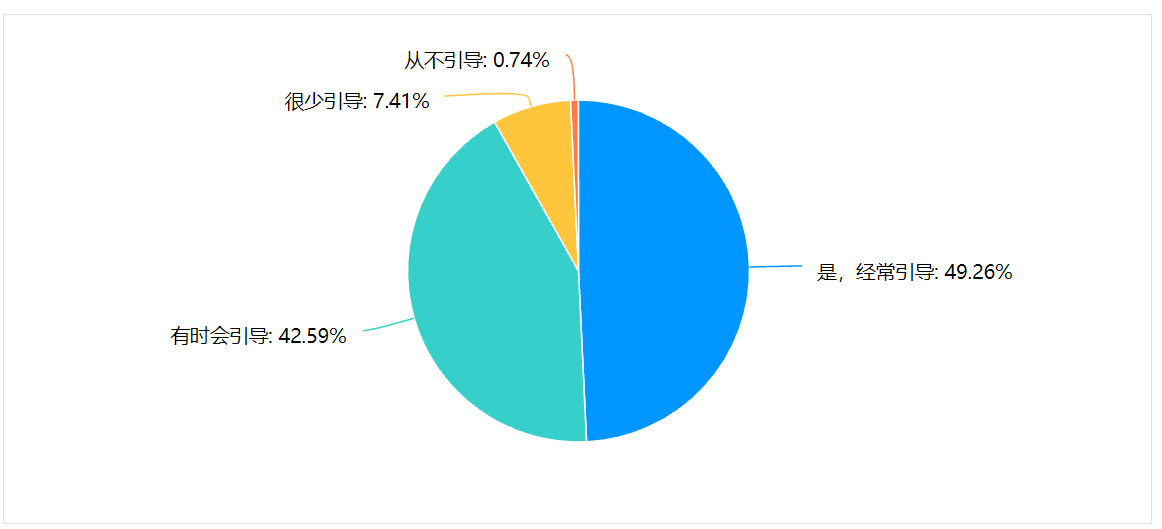 从不引导: 0.74%
很少引导: 7.41%
是，经常引导: 49.26%
有时会引导: 42.59%